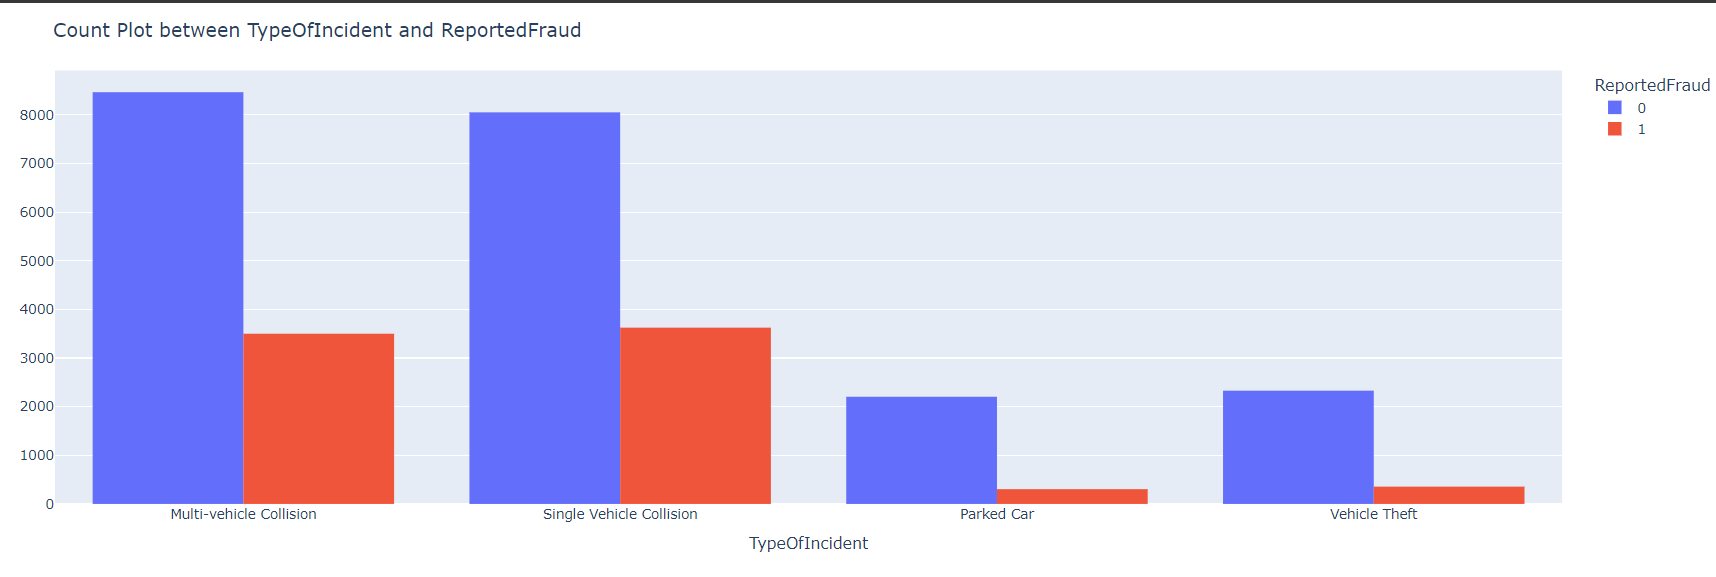 Count Plot between TypeOfIncident and ReportedFraud
ReportedFraud
0
1
8000
7000
6000
5000
4000
3000
2000
1000
0
Multi-vehicle Collision Single Vehicle Collision Parked Car Vehicle Theft
TypeOfIncident